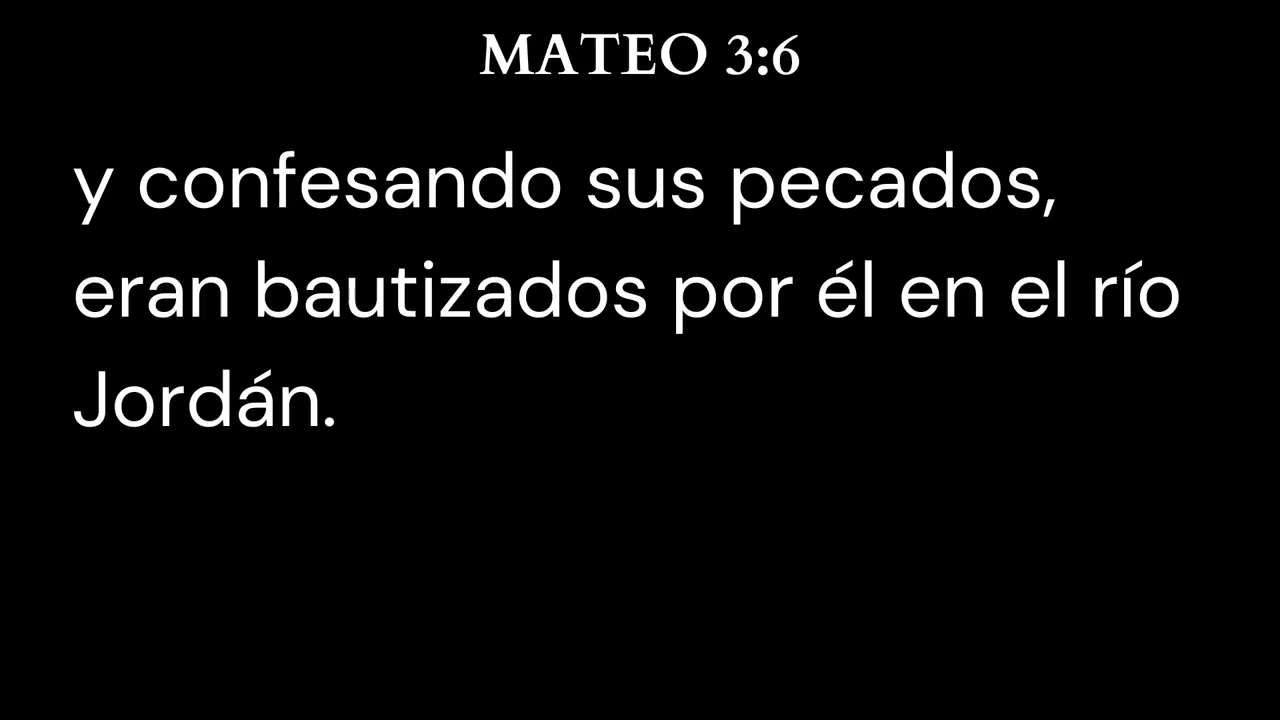 MATEO 3:6
y confesando sus pecados,
eran bautizados por él en el río
Jordán.